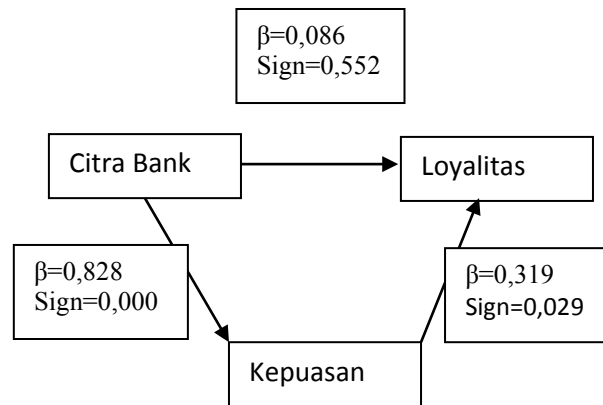 β=0,086
Sign=0,552
Citra Bank
Loyalitas
β=0,828
Sign=0,000
β=0,319
Sign=0,029
Kepuasan